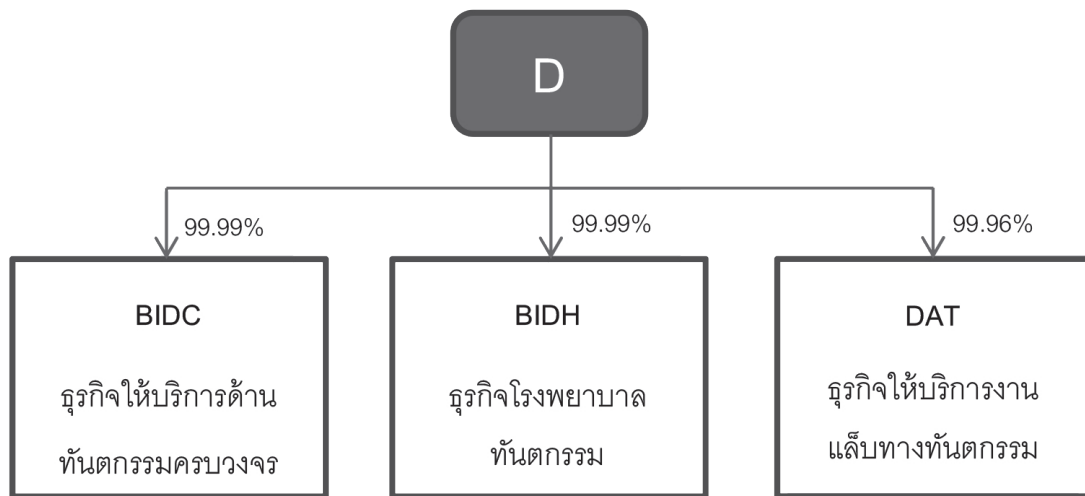 D
99.99%
99.99%
99.96%
BIDC
ธุรกิจให้บริการด้าน
ทันตกรรมครบวงจร
BIDH
ธุรกิจโรงพยาบาล
ทันตกรรม
DAT
ธุรกิจให้บริการงาน
แล็บทางทันตกรรม